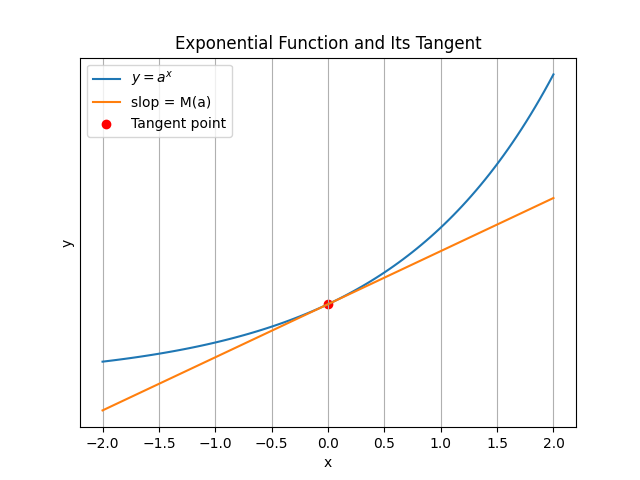 Exponential Function and Its Tangent
y = a^x
slop = M(a)
Tangent point
y
−2.0 −1.5 −1.0 −0.5 0.0 0.5 1.0 1.5 2.0
x